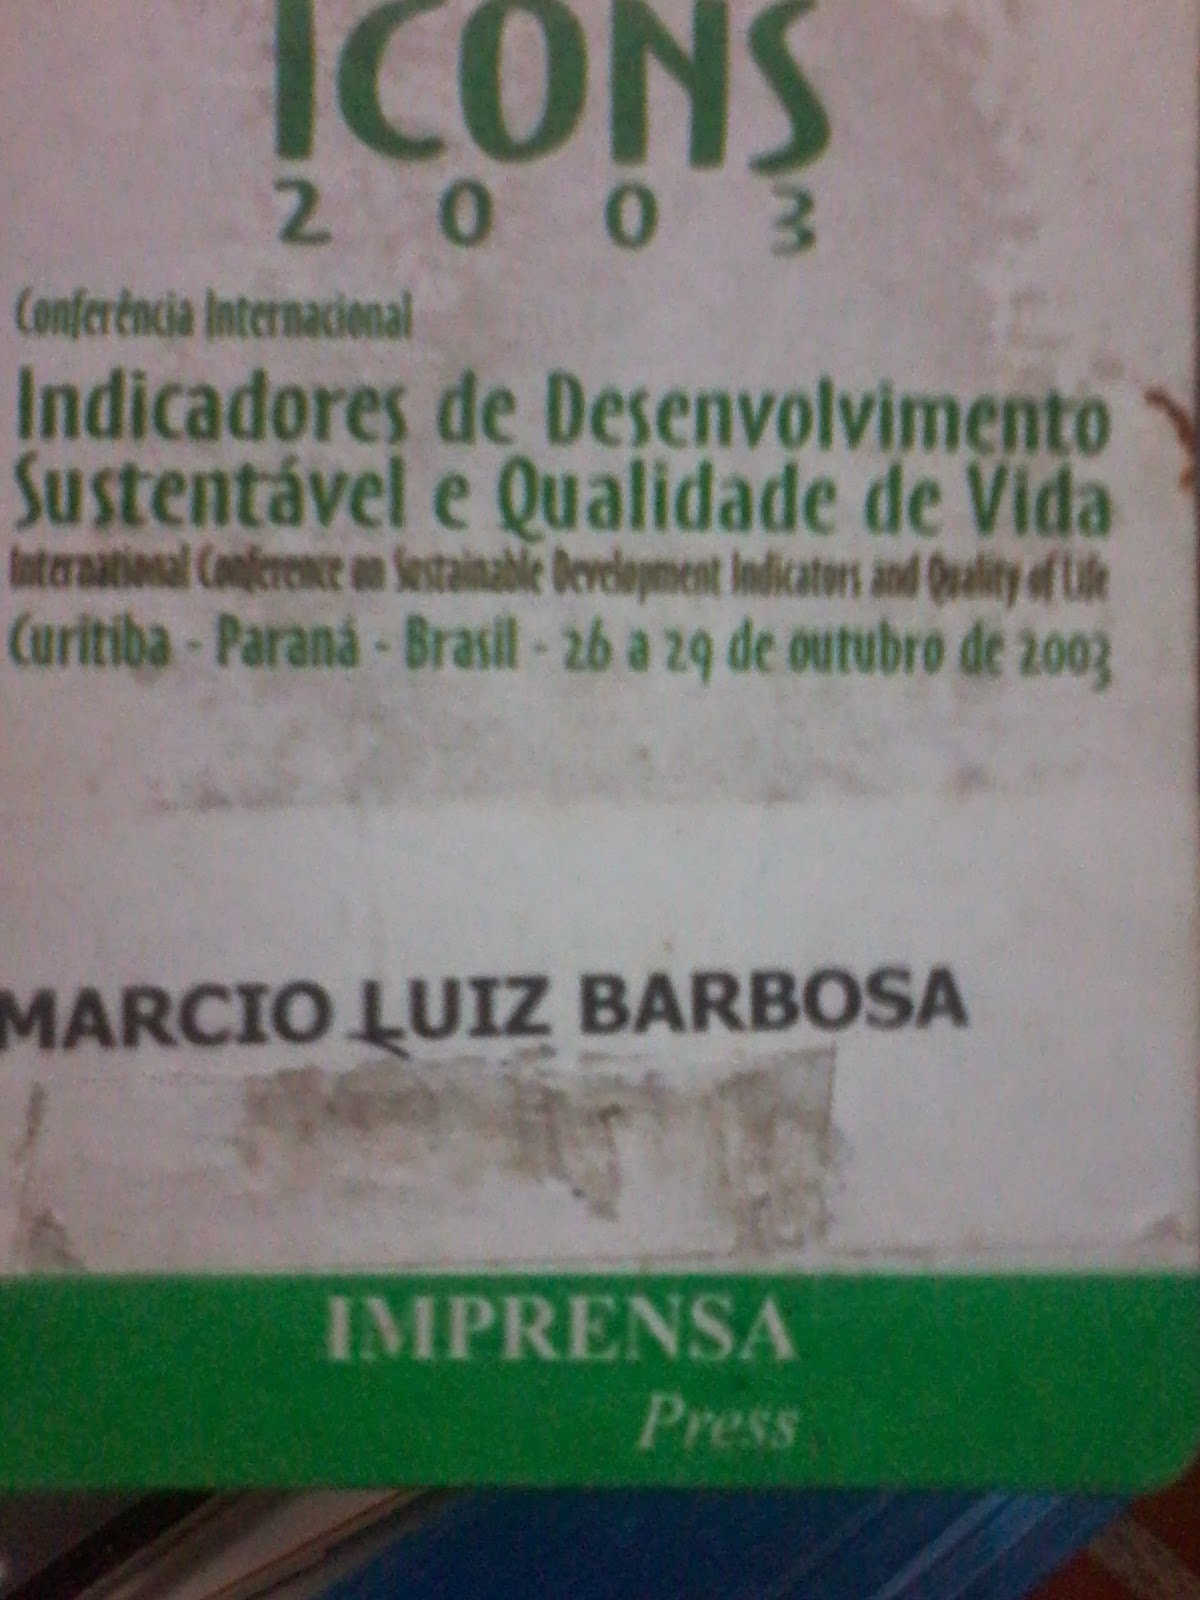 ICONS
2003
Conferência Internacional
Indicadores de Desenvolvimento
Sustentável e Qualidade de Vida
International Conference on Sustainable Development Indicators and Quality of Life
Curitiba - Paraná - Brasil - 26 a 29 de outubro de 2003
MARCIO LUIZ BARBOSA
IMPRENSA
Press